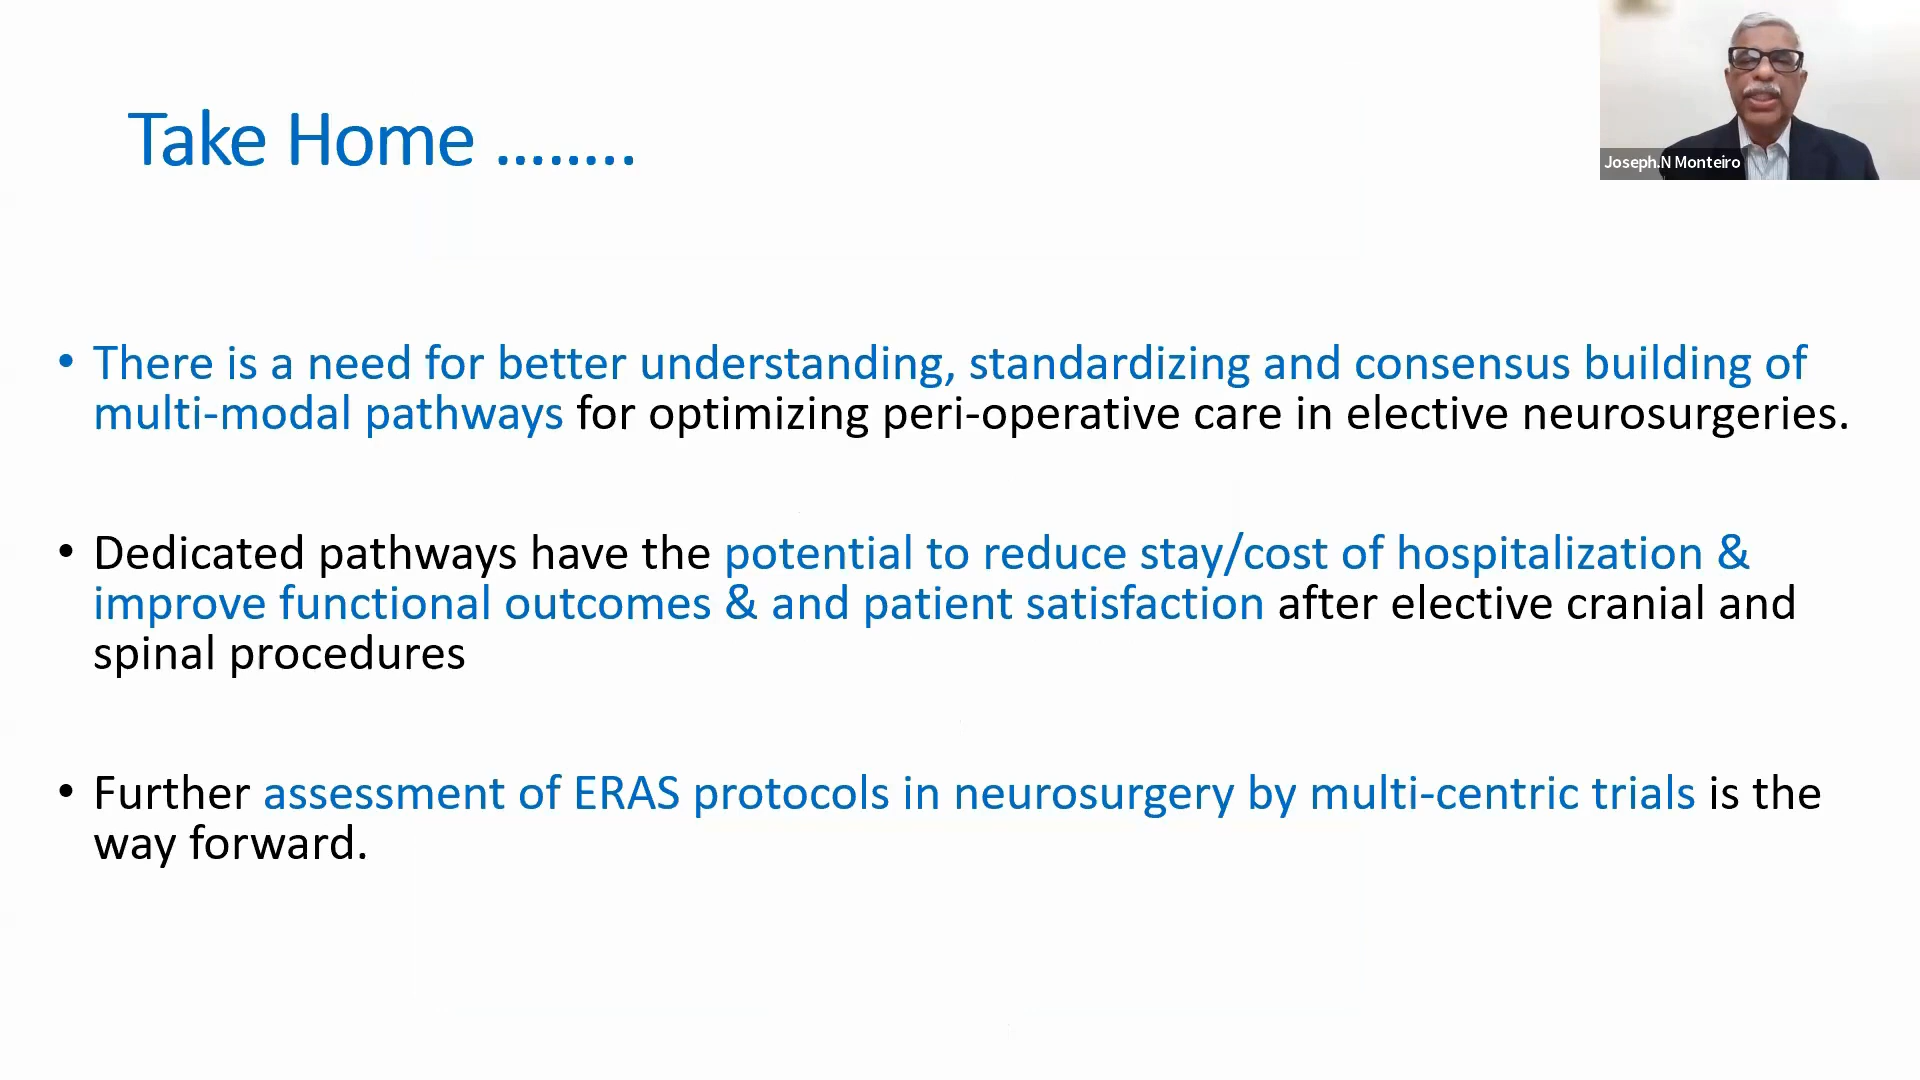 Take Home ........
Joseph.N Monteiro
• There is a need for better understanding, standardizing and consensus building of
multi-modal pathways for optimizing peri-operative care in elective neurosurgeries.
• Dedicated pathways have the potential to reduce stay/cost of hospitalization &
improve functional outcomes & and patient satisfaction after elective cranial and
spinal procedures
• Further assessment of ERAS protocols in neurosurgery by multi-centric trials is the
way forward.